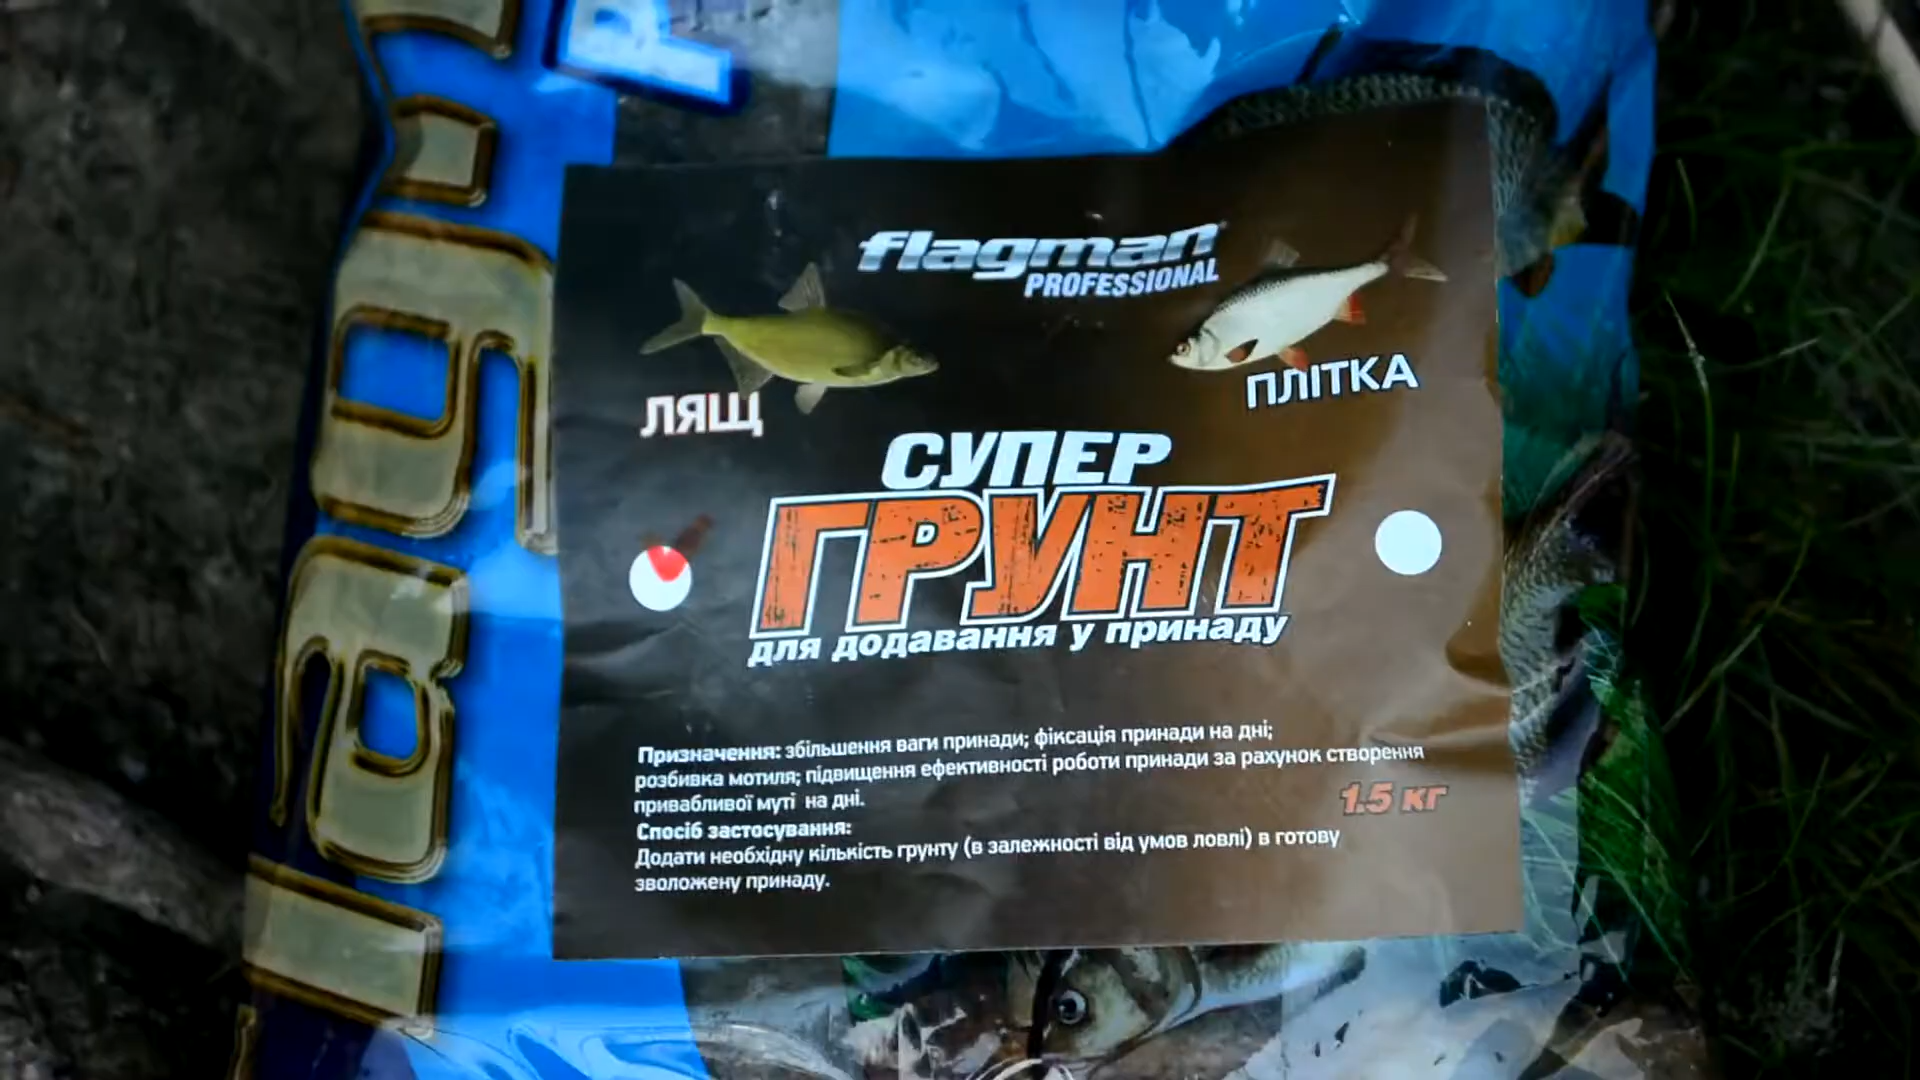 flagman
PROFESSIONAL
ЛЯЩ
ПЛІТКА
СУПЕР
ГРУНТ
для додавання у принаду
Призначення: збільшення ваги принади; фіксація принади на дні;
розбивка мотиля; підвищення ефективності роботи принади за рахунок створення
привабливої муті на дні.
1.5 кг
Спосіб застосування:
Додати необхідну кількість грунту (в залежності від умов ловлі) в готову
зволожену принаду.